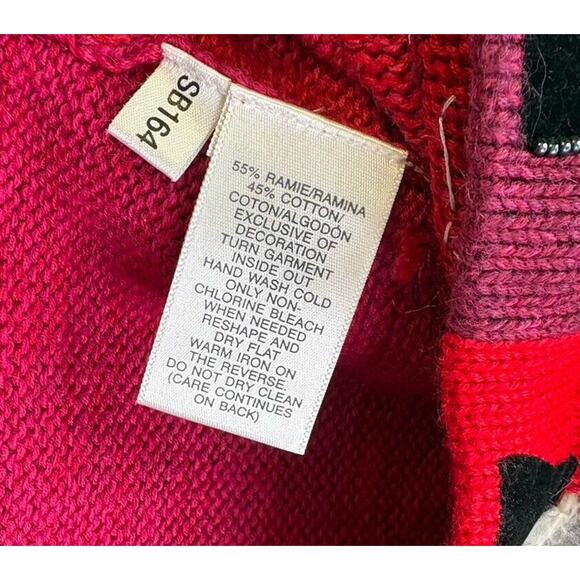 SB164
55% RAMIE/RAMINA
45% COTTON/
COTON/ALGODÓN
EXCLUSIVE OF
DECORATION
TURN GARMENT
INSIDE OUT
HAND WASH COLD
ONLY NON-
CHLORINE BLEACH
WHEN NEEDED
RESHAPE AND
DRY FLAT
WARM IRON ON
THE REVERSE.
DO NOT DRY CLEAN
(CARE CONTINUES
ON BACK)